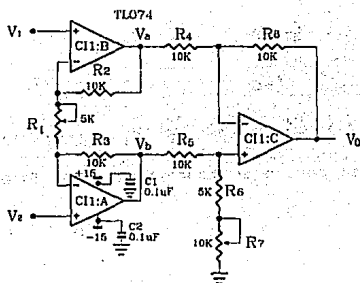 TL074
V1
CI1:B
Va
R4
10K
R8
10K
R2
10K
R1
5K
R3
10K
Vb
R5
10K
CI1:C
Vo
+15
C1
0.1uF
CI1:A
V2
-15
C2
0.1uF
5K
R6
10K
R7